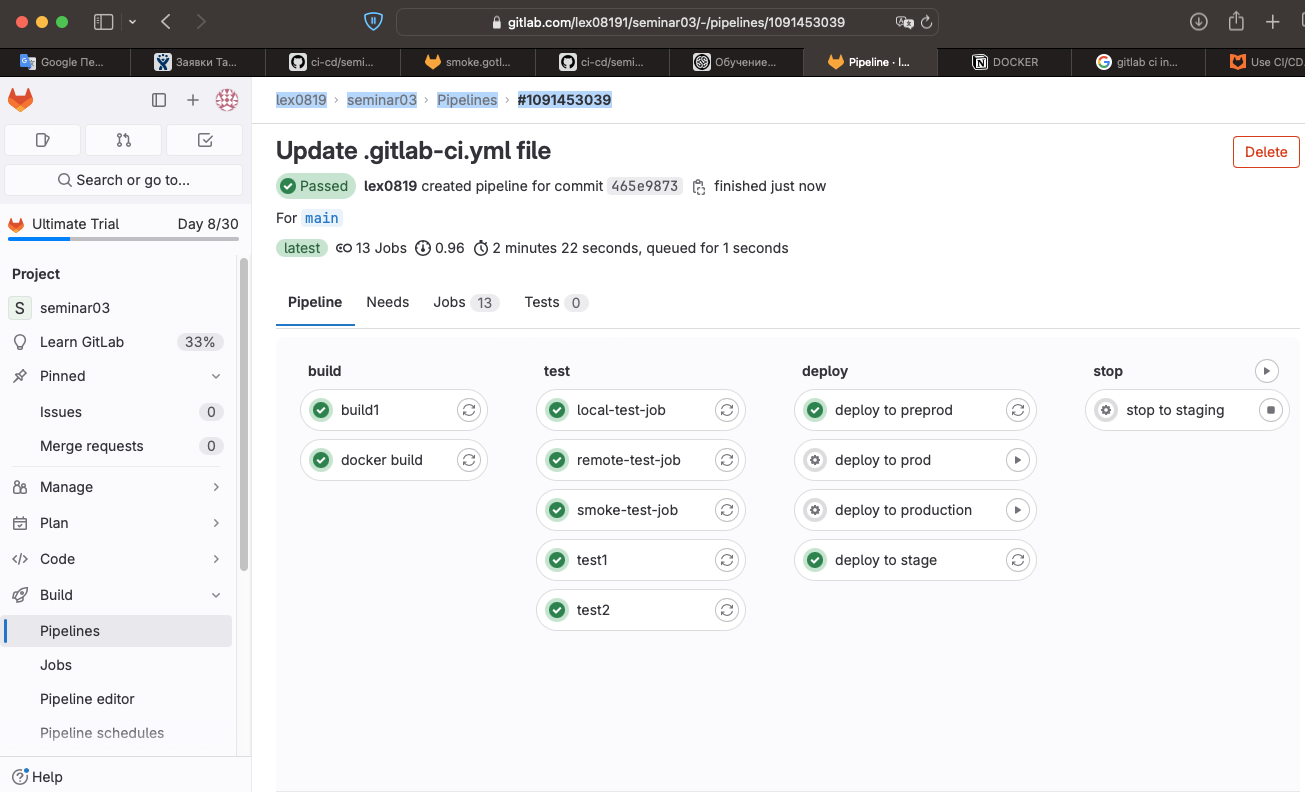 gitlab.com/lex08191/seminar03/-/pipelines/1091453039
Google Пе...
Заявки Та...
ci-cd/semi...
smoke.gotl...
ci-cd/semi...
Обучение...
Pipeline · I...
DOCKER
gitlab ci in...
Use CI/CD
lex0819 › seminar03 › Pipelines › #1091453039
Search or go to...
Ultimate Trial Day 8/30
Project
S seminar03
Learn GitLab 33%
Pinned
Issues 0
Merge requests 0
Manage
Plan
Code
Build
Pipelines
Jobs
Pipeline editor
Pipeline schedules
Help
Update .gitlab-ci.yml file
Delete
Passed lex0819 created pipeline for commit 465e9873 finished just now
For main
latest 13 Jobs 0.96 2 minutes 22 seconds, queued for 1 seconds
Pipeline Needs Jobs 13 Tests 0
build
build1
docker build
test
local-test-job
remote-test-job
smoke-test-job
test1
test2
deploy
deploy to preprod
deploy to prod
deploy to production
deploy to stage
stop
stop to staging